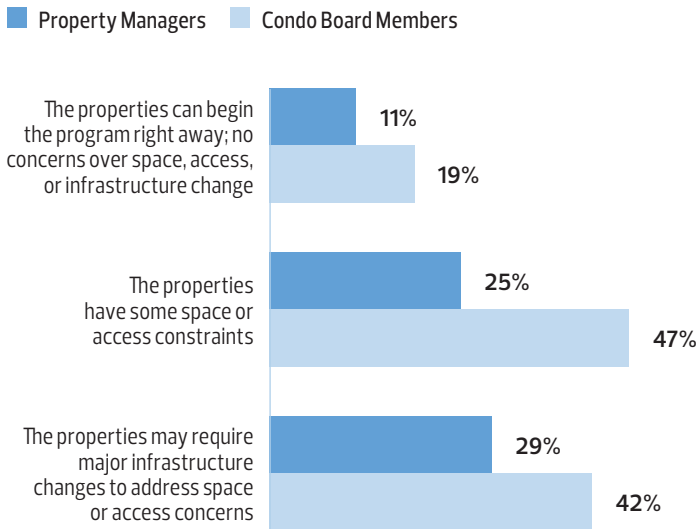 Property Managers Condo Board Members
The properties can begin
the program right away; no
concerns over space, access,
or infrastructure change
11%
19%
The properties
have some space or
access constraints
25%
47%
The properties may require
major infrastructure
changes to address space
or access concerns
29%
42%